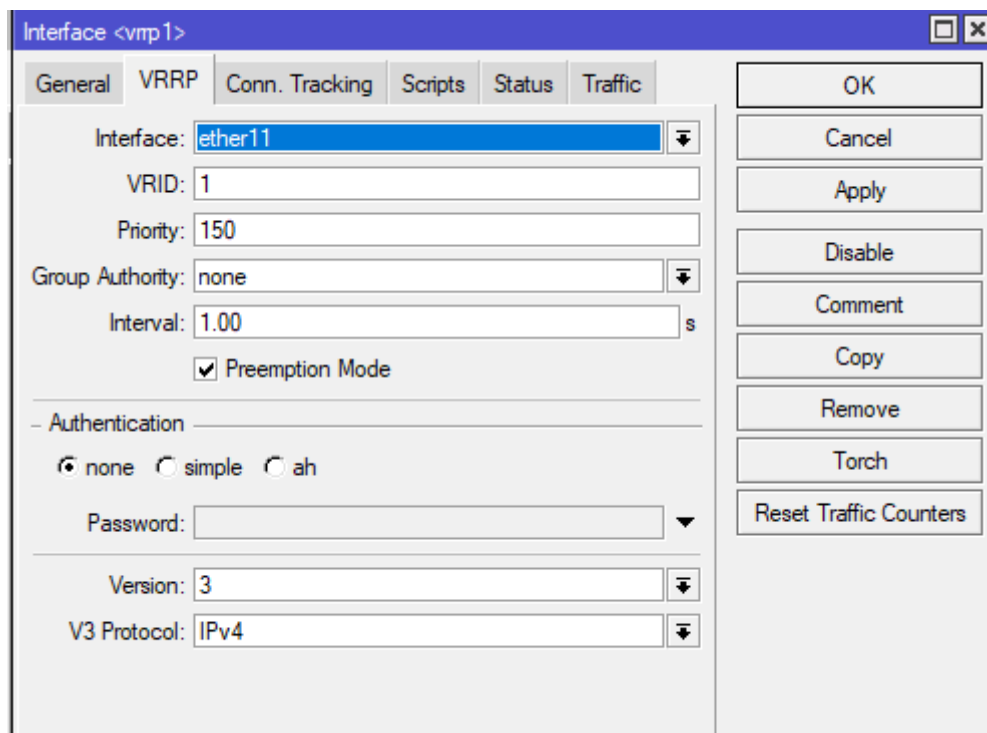 Interface <vrrp1>
General VRRP Conn. Tracking Scripts Status Traffic
Interface: ether11
VRID: 1
Priority: 150
Group Authority: none
Interval: 1.00 s
Preemption Mode
Authentication
none simple ah
Password:
Version: 3
V3 Protocol: IPv4
OK
Cancel
Apply
Disable
Comment
Copy
Remove
Torch
Reset Traffic Counters